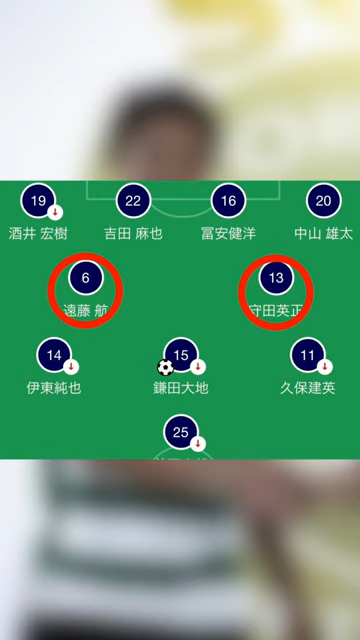 19 22 16 20
酒井 宏樹 吉田 麻也 冨安健洋 中山 雄太
6 13
遠藤 航 守田英正
14 15 11
伊東純也 鎌田大地 久保建英
25